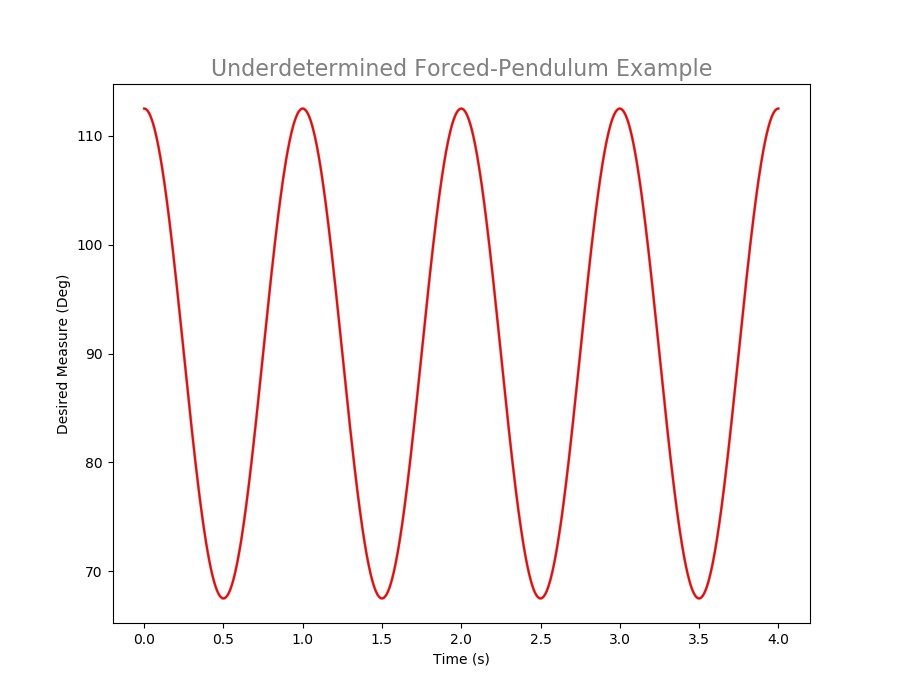 Underdetermined Forced-Pendulum Example
110
100
90
80
70
Desired Measure (Deg)
0.0 0.5 1.0 1.5 2.0 2.5 3.0 3.5 4.0
Time (s)